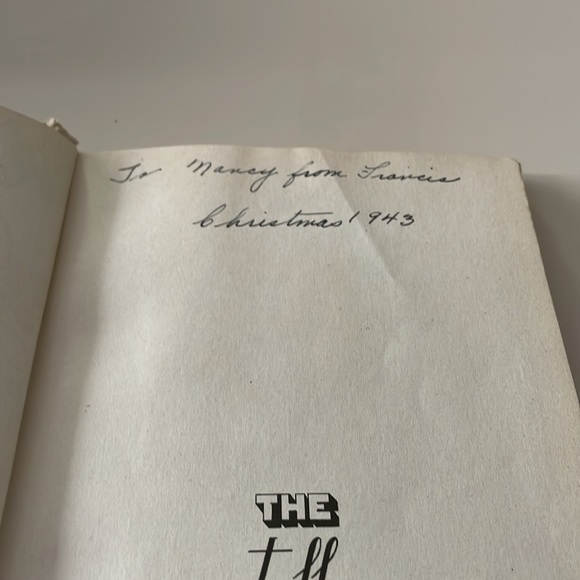 To Nancy from Francis
Christmas 1943
THE